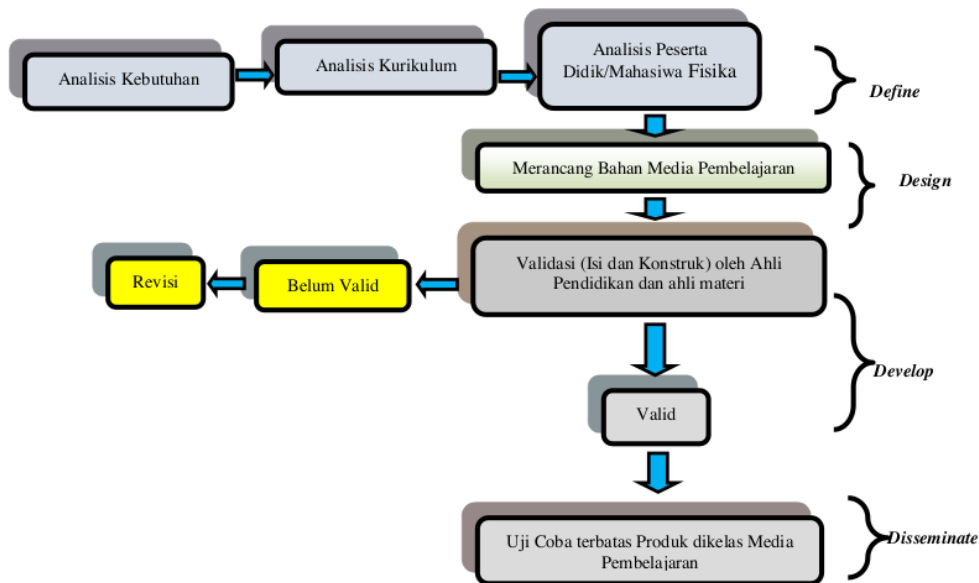 Analisis Kebutuhan
Analisis Kurikulum
Analisis Peserta
Didik/Mahasiwa Fisika
Define
Merancang Bahan Media Pembelajaran
Design
Validasi (Isi dan Konstruk) oleh Ahli
Pendidikan dan ahli materi
Belum Valid
Revisi
Develop
Valid
Uji Coba terbatas Produk dikelas Media
Pembelajaran
Disseminate